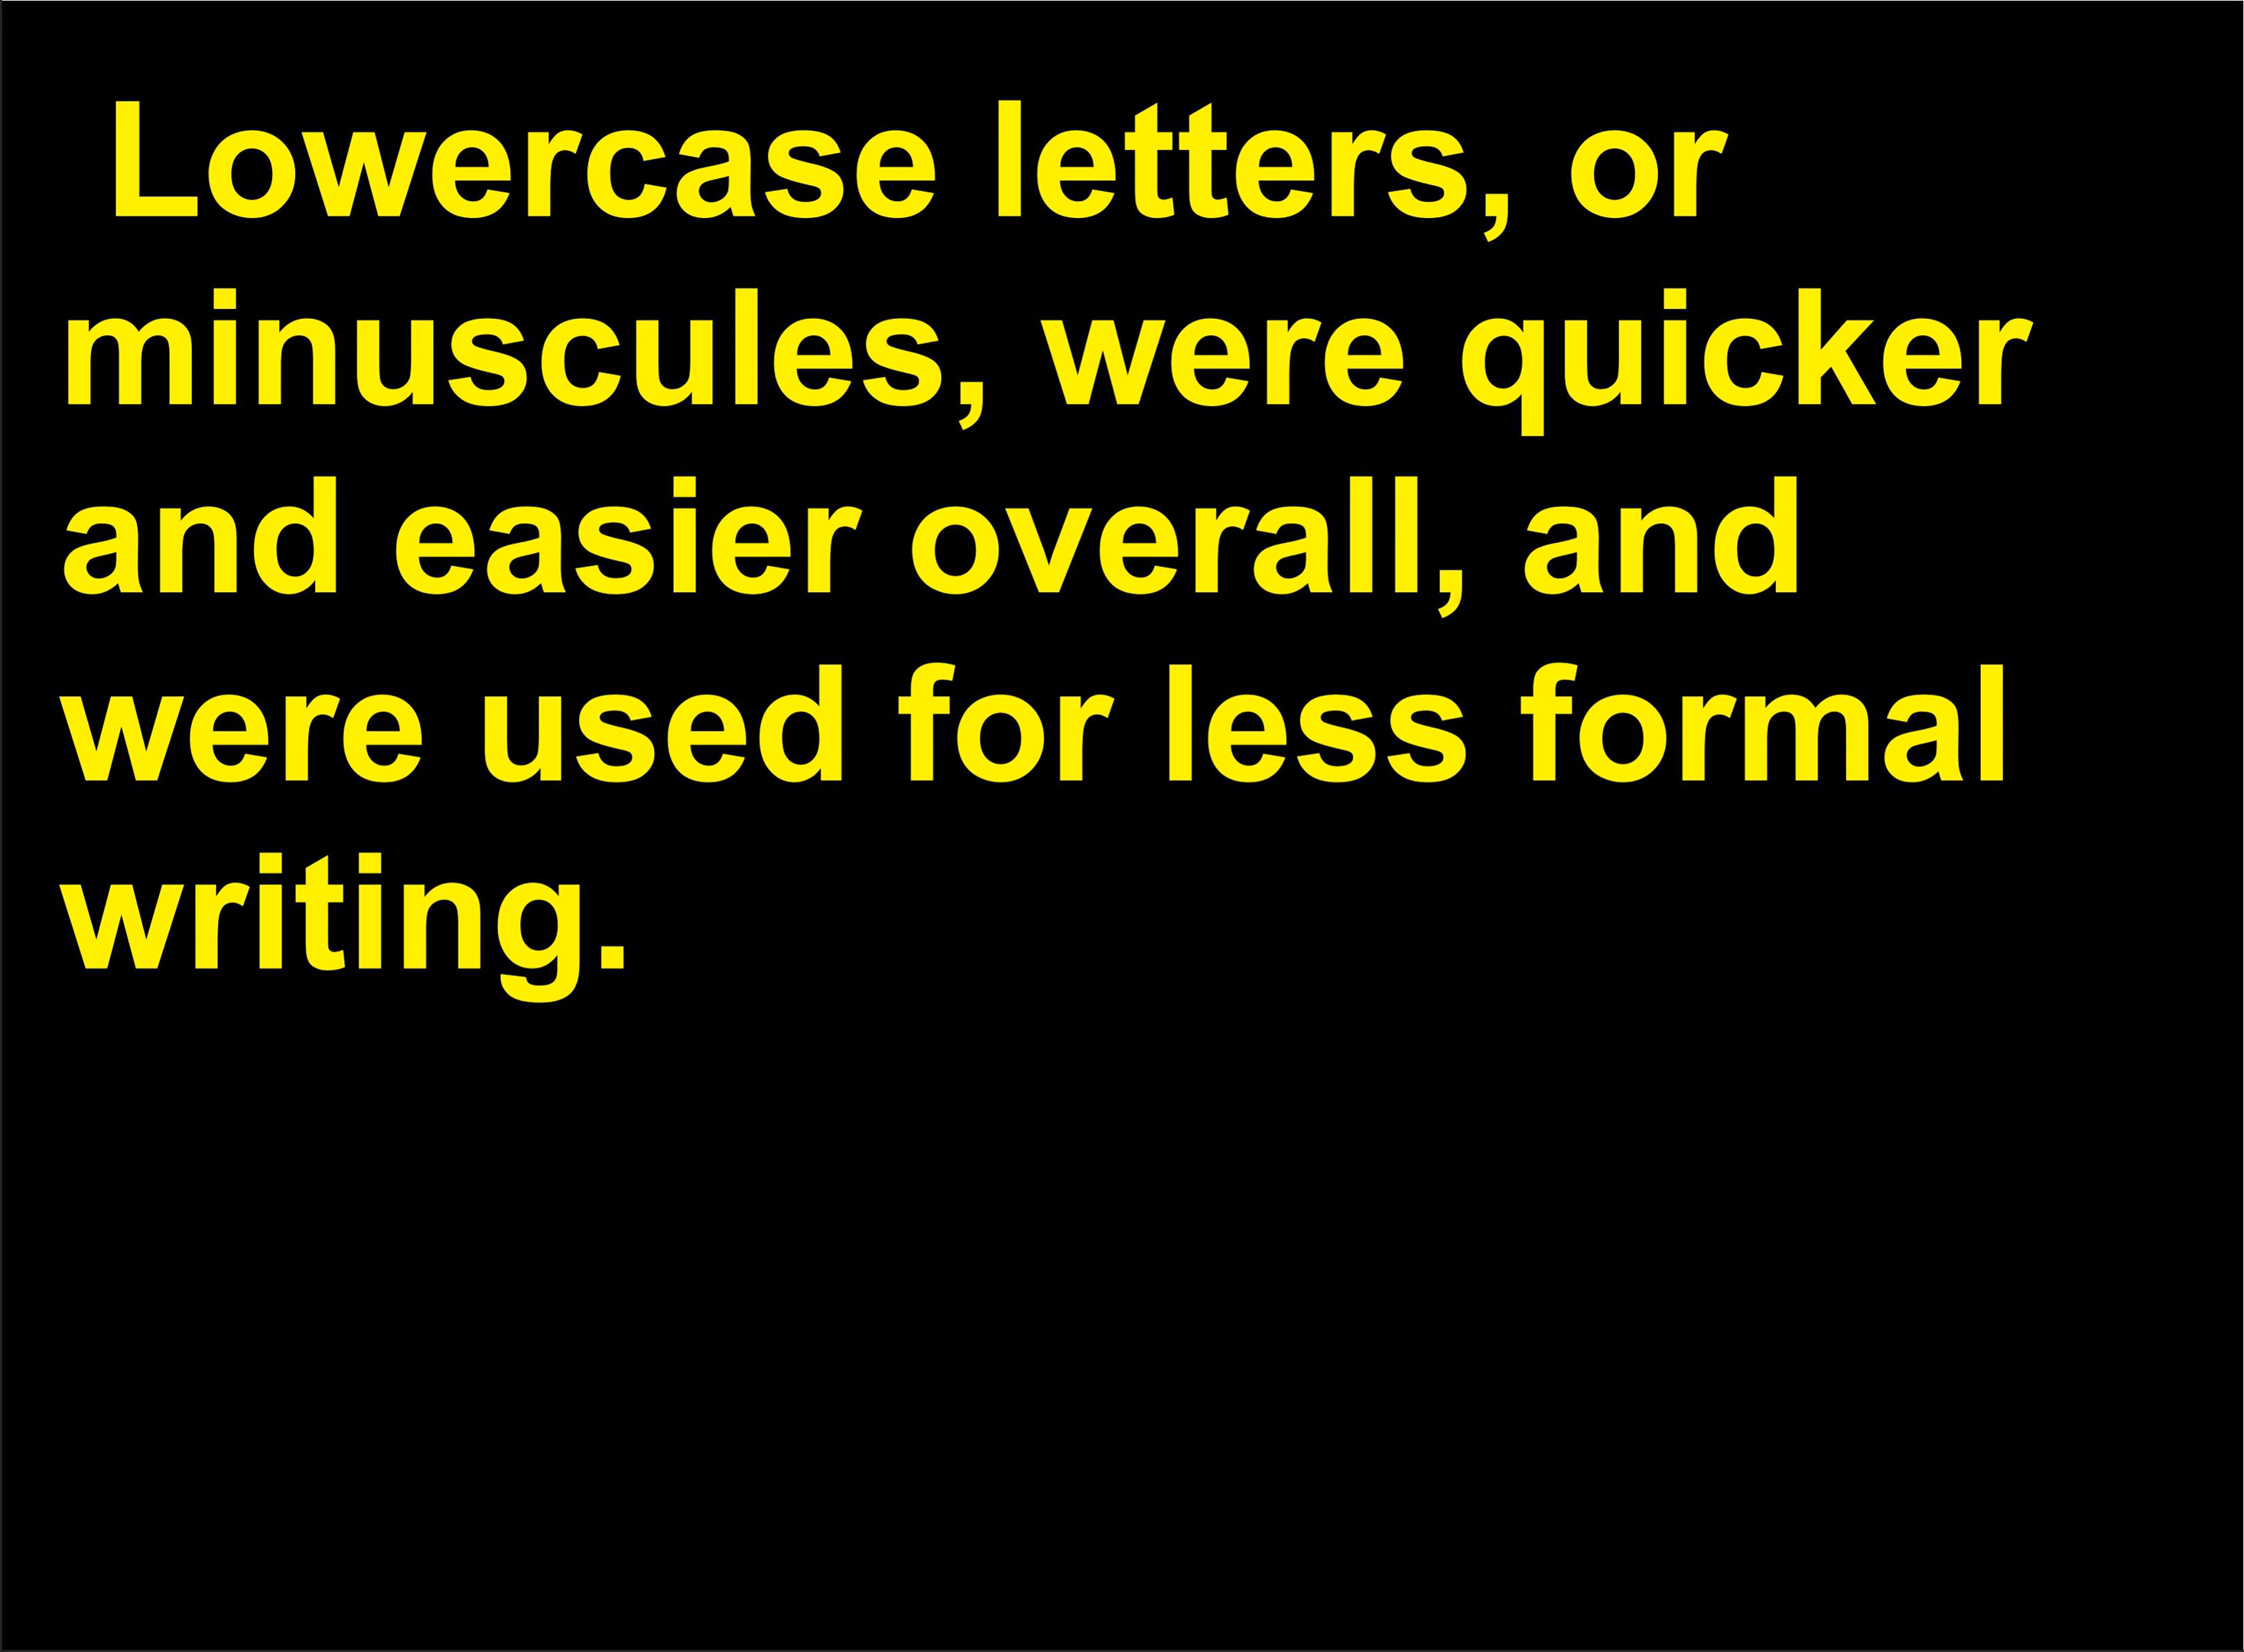 Lowercase letters, or
minuscules, were quicker
and easier overall, and
were used for less formal
writing.